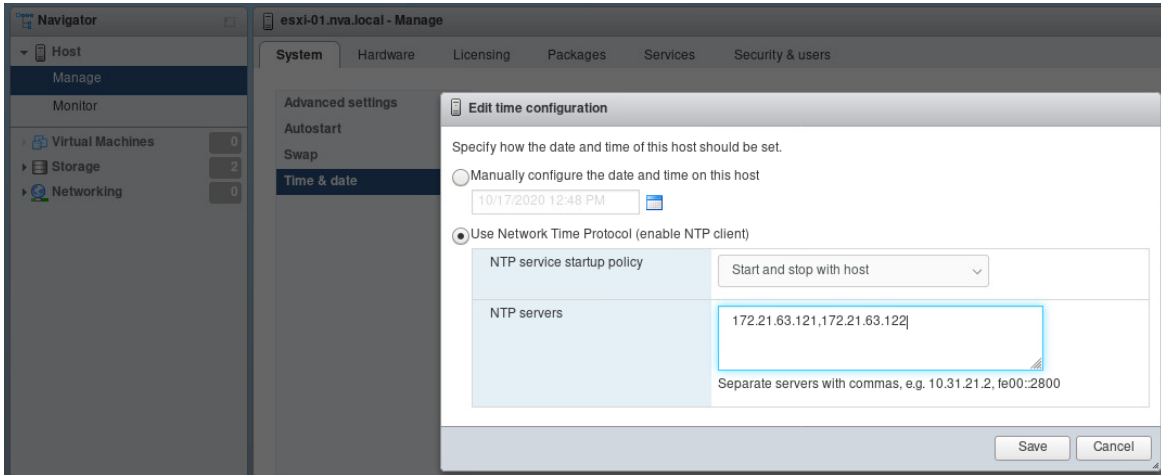 Navigator
Host
Manage
Monitor
Virtual Machines 0
Storage 2
Networking 0
esxi-01.nva.local - Manage
System Hardware Licensing Packages Services Security & users
Advanced settings
Autostart
Swap
Time & date
Edit time configuration
Specify how the date and time of this host should be set.
Manually configure the date and time on this host
10/17/2020 12:48 PM
Use Network Time Protocol (enable NTP client)
NTP service startup policy Start and stop with host
NTP servers 172.21.63.121,172.21.63.122
Separate servers with commas, e.g. 10.31.21.2, fe00::2800
Save Cancel